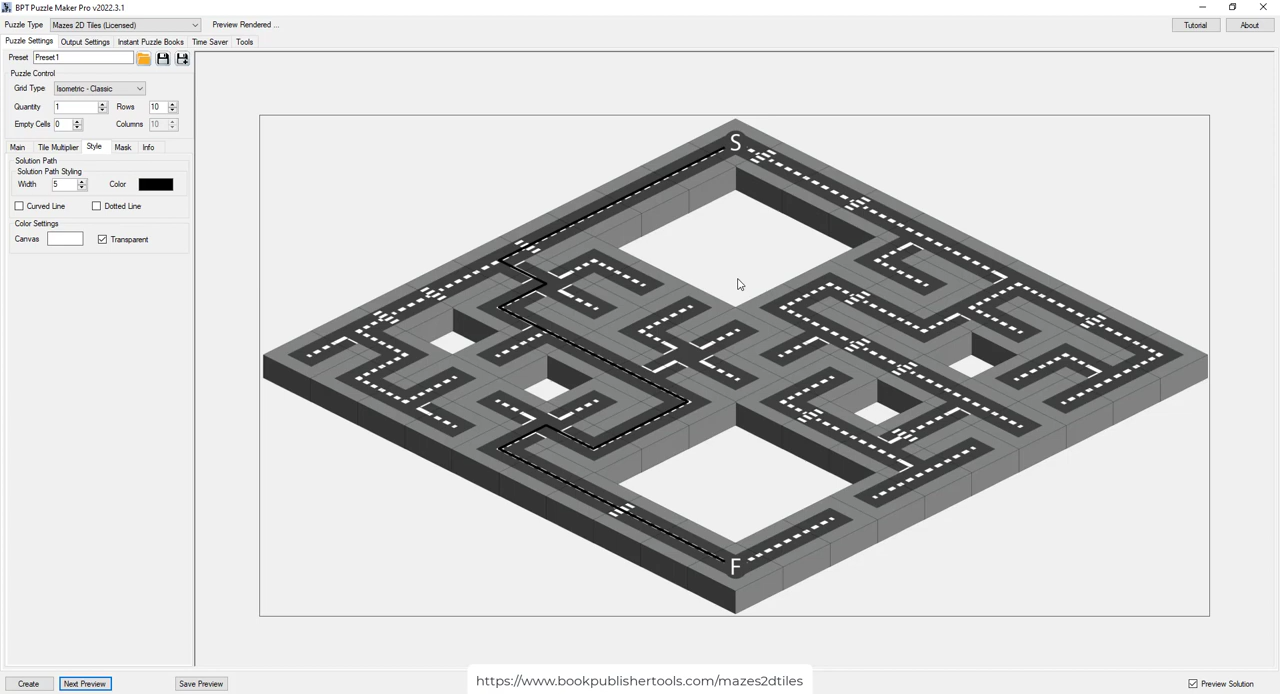 BPT Puzzle Maker Pro v2022.3.1
Puzzle Type Mazes 2D Tiles (Licensed) Preview Rendered ... Tutorial About
Puzzle Settings Output Settings Instant Puzzle Books Time Saver Tools
Preset Preset1
Puzzle Control
Grid Type Isometric - Classic
Quantity 1 Rows 10
Empty Cells 0 Columns 10
Main Tile Multiplier Style Mask Info
Solution Path
Solution Path Styling
Width 5 Color
Curved Line Dotted Line
Color Settings
Canvas Transparent
S
F
Create Next Preview Save Preview https://www.bookpublishertools.com/mazes2dtiles Preview Solution